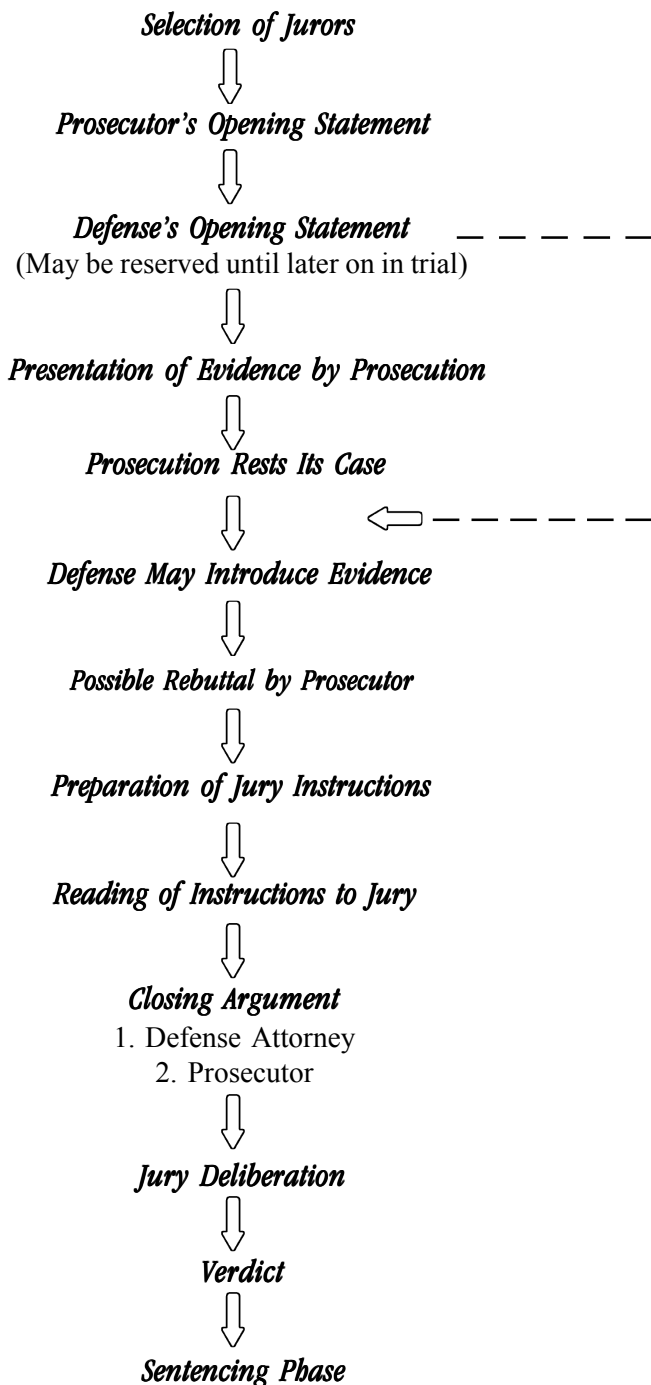 Selection of Jurors
Prosecutor's Opening Statement
Defense's Opening Statement
(May be reserved until later on in trial)
Presentation of Evidence by Prosecution
Prosecution Rests Its Case
Defense May Introduce Evidence
Possible Rebuttal by Prosecutor
Preparation of Jury Instructions
Reading of Instructions to Jury
Closing Argument
1. Defense Attorney
2. Prosecutor
Jury Deliberation
Verdict
Sentencing Phase